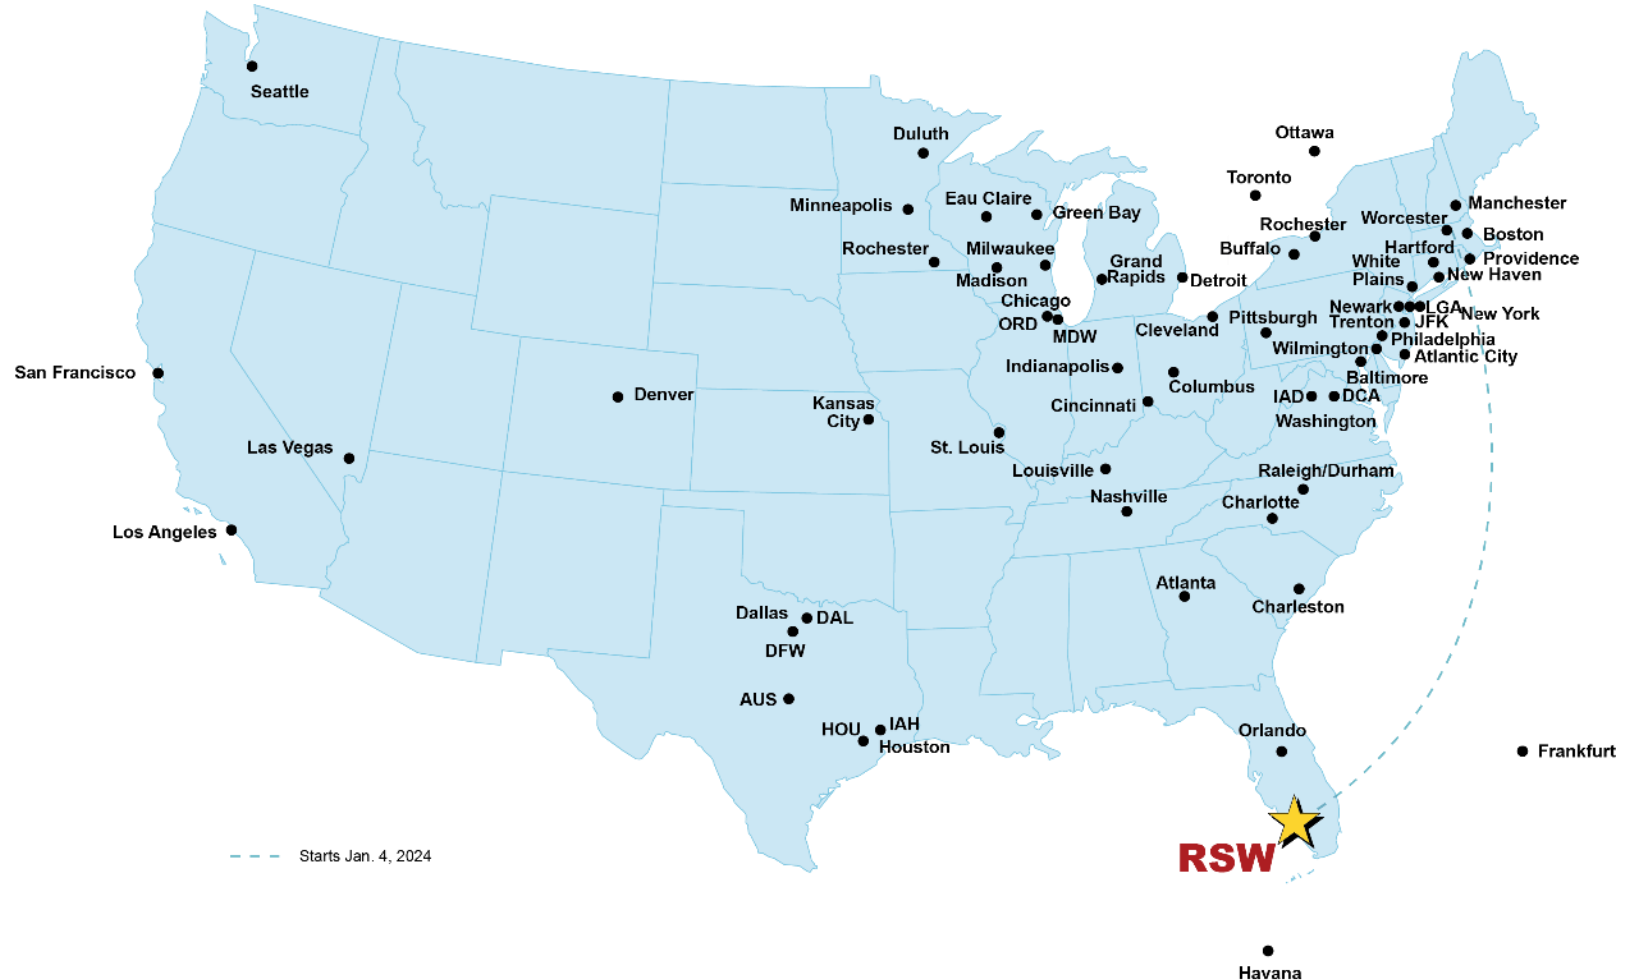 Seattle
Duluth
Ottawa
Toronto
Minneapolis
Eau Claire
Green Bay
Manchester
Worcester
Rochester
Boston
Buffalo
Hartford
Providence
Rochester
Milwaukee
Madison
Grand
Rapids
Detroit
White
Plains
New Haven
Chicago
ORD
MDW
Cleveland
Pittsburgh
Newark
LGA
New York
Trenton
JFK
Philadelphia
Wilmington
Atlantic City
Baltimore
San Francisco
Denver
Kansas
City
Indianapolis
Columbus
Cincinnati
IAD
DCA
Washington
Las Vegas
St. Louis
Louisville
Raleigh/Durham
Nashville
Charlotte
Los Angeles
Atlanta
Charleston
Dallas
DAL
DFW
AUS
HOU
IAH
Houston
Orlando
Frankfurt
RSW
Starts Jan. 4, 2024
Havana